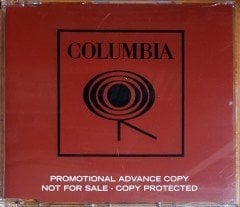 COLUMBIA
PROMOTIONAL ADVANCE COPY
NOT FOR SALE - COPY PROTECTED